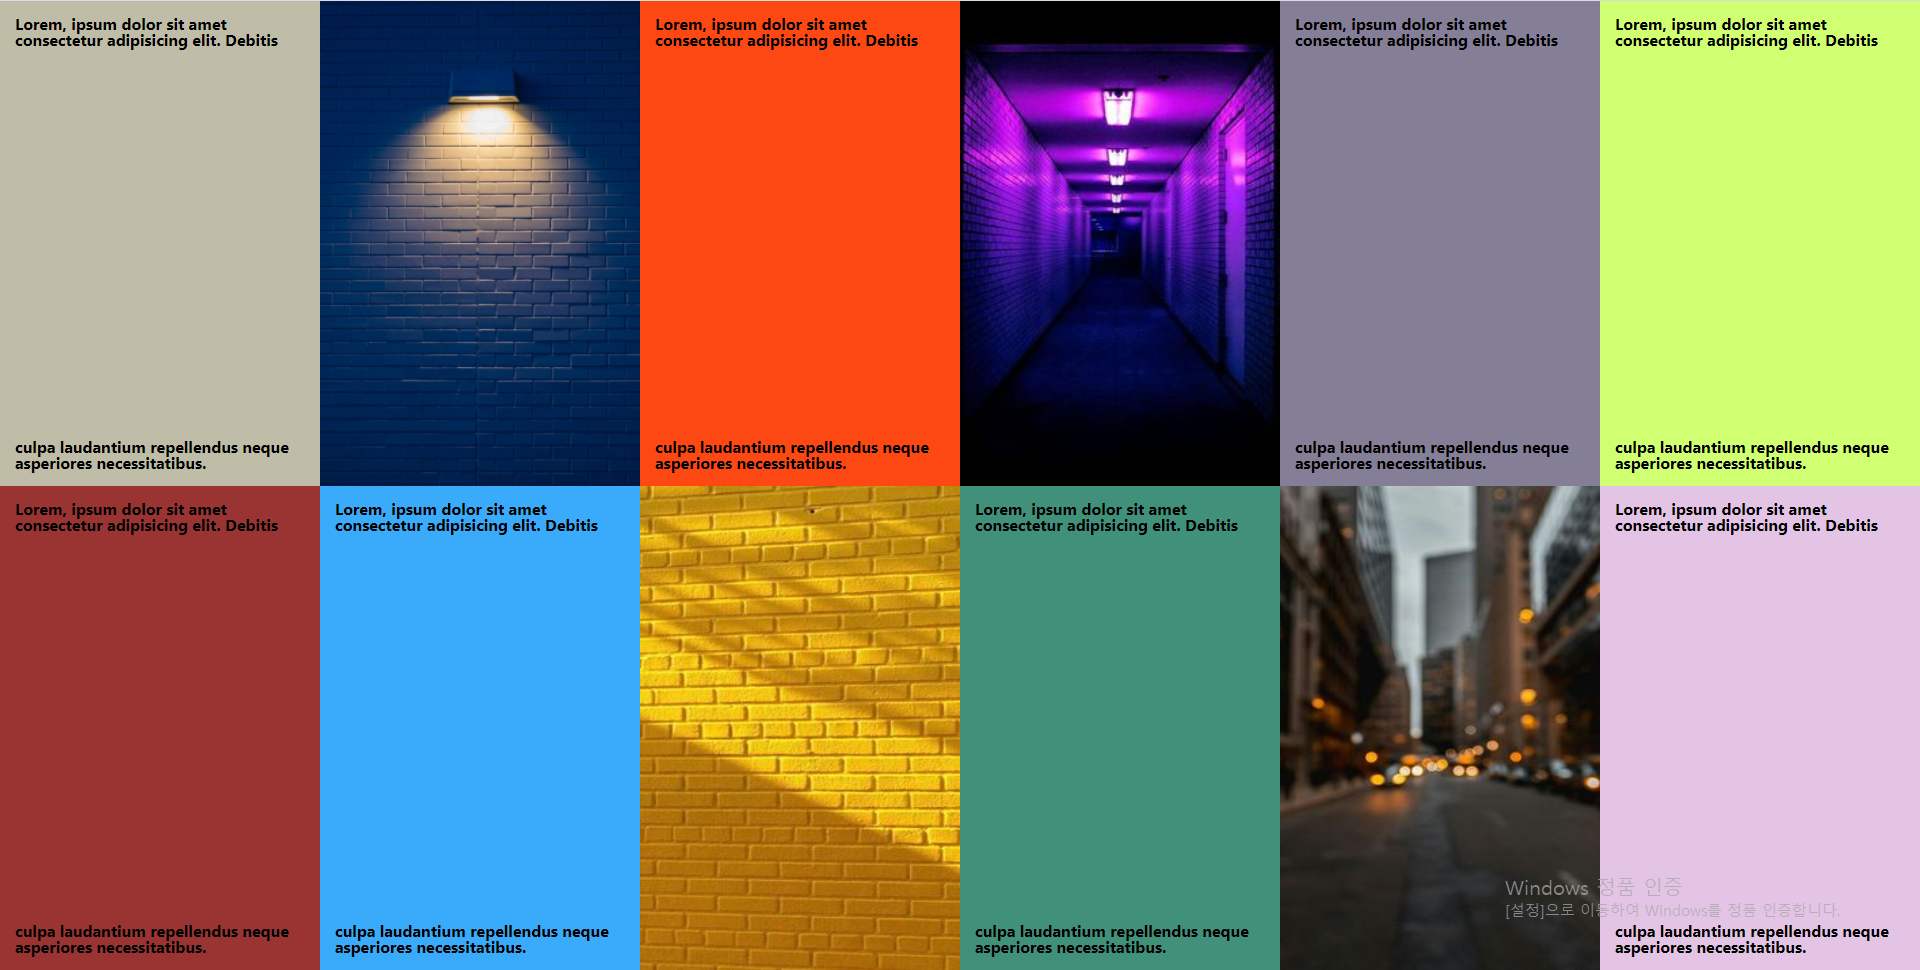 Lorem, ipsum dolor sit amet
consectetur adipisicing elit. Debitis
culpa laudantium repellendus neque
asperiores necessitatibus.
Lorem, ipsum dolor sit amet
consectetur adipisicing elit. Debitis
culpa laudantium repellendus neque
asperiores necessitatibus.
Lorem, ipsum dolor sit amet
consectetur adipisicing elit. Debitis
culpa laudantium repellendus neque
asperiores necessitatibus.
Lorem, ipsum dolor sit amet
consectetur adipisicing elit. Debitis
culpa laudantium repellendus neque
asperiores necessitatibus.
Lorem, ipsum dolor sit amet
consectetur adipisicing elit. Debitis
culpa laudantium repellendus neque
asperiores necessitatibus.
Lorem, ipsum dolor sit amet
consectetur adipisicing elit. Debitis
culpa laudantium repellendus neque
asperiores necessitatibus.
Lorem, ipsum dolor sit amet
consectetur adipisicing elit. Debitis
culpa laudantium repellendus neque
asperiores necessitatibus.
Lorem, ipsum dolor sit amet
consectetur adipisicing elit. Debitis
Windows 정품 인증
[설정]으로 이동하여 Windows를 정품 인증합니다.
culpa laudantium repellendus neque
asperiores necessitatibus.